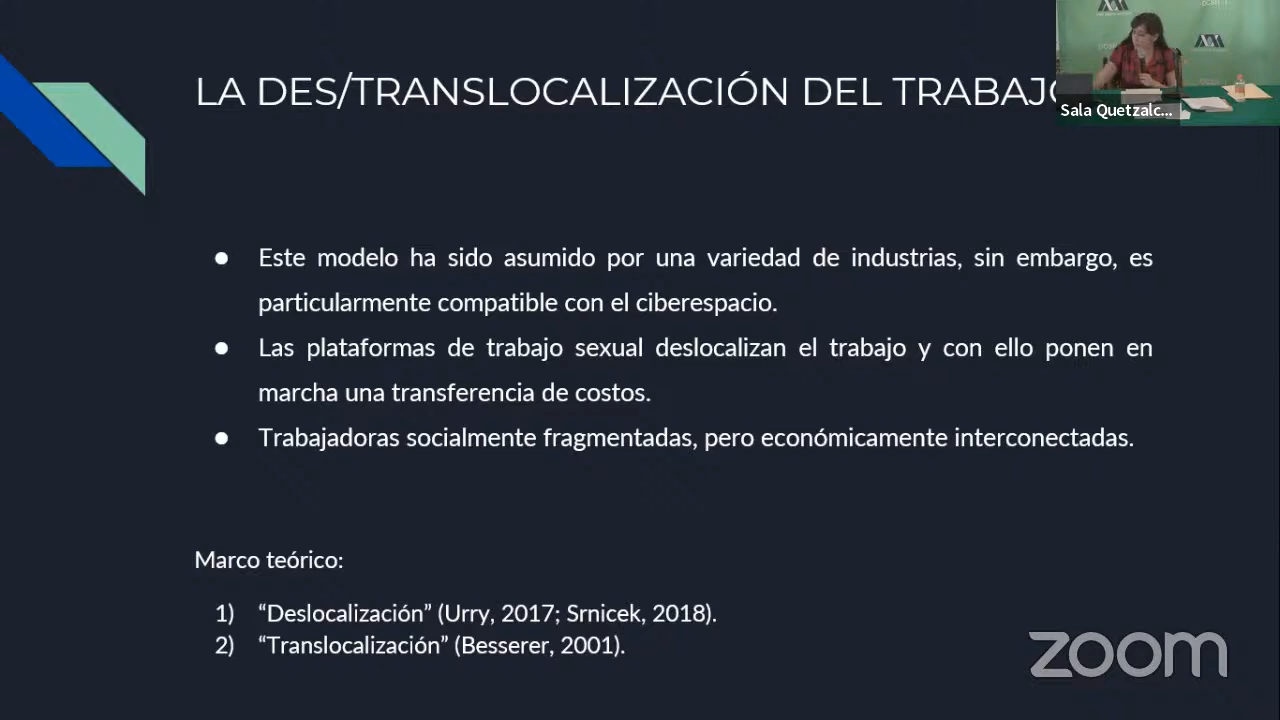 LA DES/TRANSLOCALIZACIÓN DEL TRABAJO
Sala Quetzalc...
● Este modelo ha sido asumido por una variedad de industrias, sin embargo, es
particularmente compatible con el ciberespacio.
● Las plataformas de trabajo sexual deslocalizan el trabajo y con ello ponen en
marcha una transferencia de costos.
● Trabajadoras socialmente fragmentadas, pero económicamente interconectadas.
Marco teórico:
1) “Deslocalización” (Urry, 2017; Srnicek, 2018).
2) “Translocalización” (Besserer, 2001).
zoom